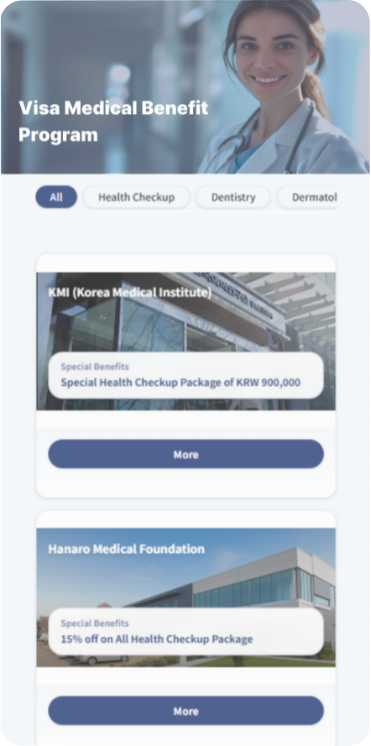 Visa Medical Benefit
Program
All
Health Checkup
Dentistry
Dermatol
KMI (Korea Medical Institute)
Special Benefits
Special Health Checkup Package of KRW 900,000
More
Hanaro Medical Foundation
Special Benefits
15% off on All Health Checkup Package
More